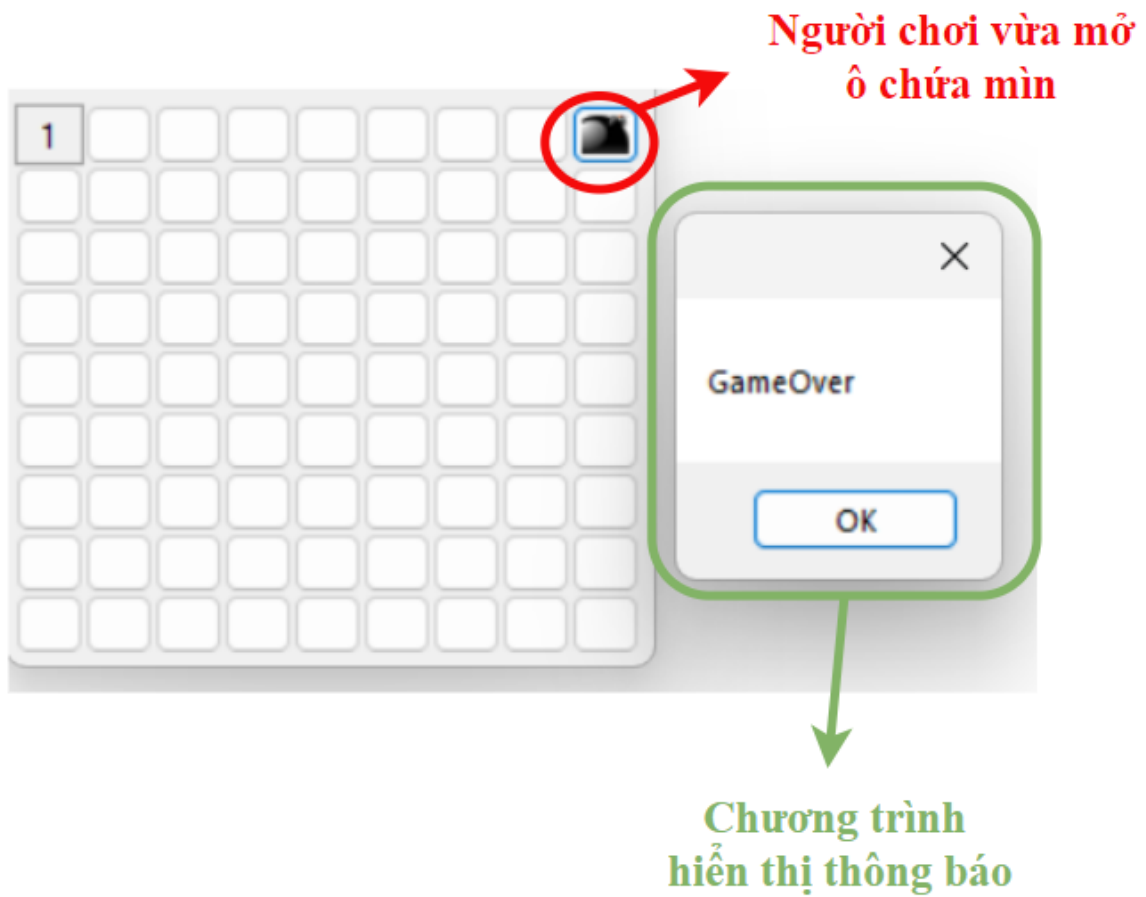 Người chơi vừa mở
ô chứa mìn
1
GameOver
OK
Chương trình
hiển thị thông báo